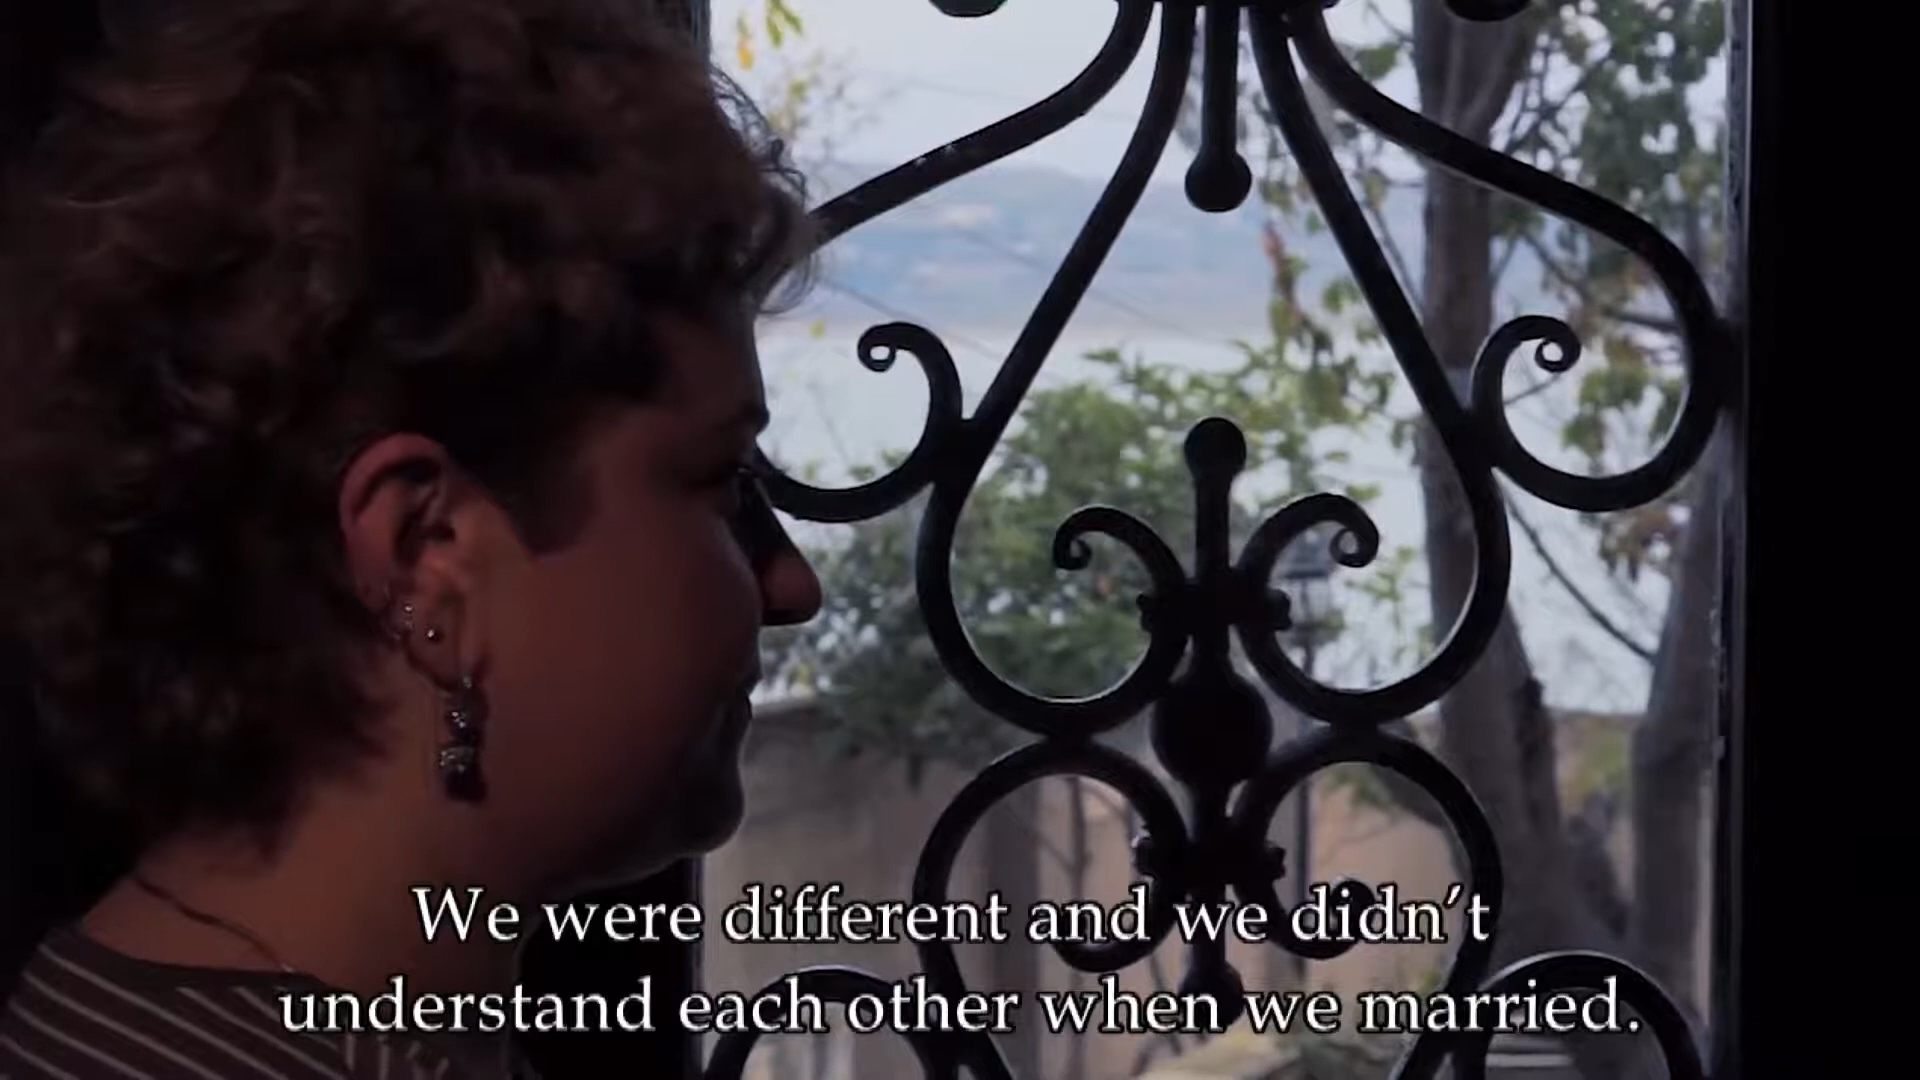 We were different and we didn't
understand each other when we married.